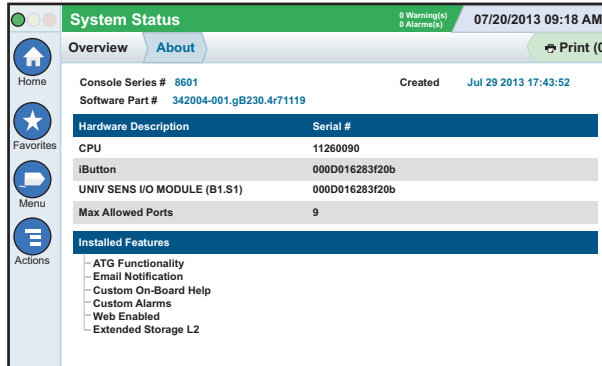 System Status
0 Warning(s)
0 Alarms(s)
07/20/2013 09:18 AM
Overview About
Print (
Home
Favorites
Menu
Actions
Console Series # 8601
Created Jul 29 2013 17:43:52
Software Part # 342004-001.gB230.4r71119
Hardware Description Serial #
CPU 11260090
iButton 000D016283f20b
UNIV SENS I/O MODULE (B1.S1) 000D016283f20b
Max Allowed Ports 9
Installed Features
ATG Functionality
Email Notification
Custom On-Board Help
Custom Alarms
Web Enabled
Extended Storage L2